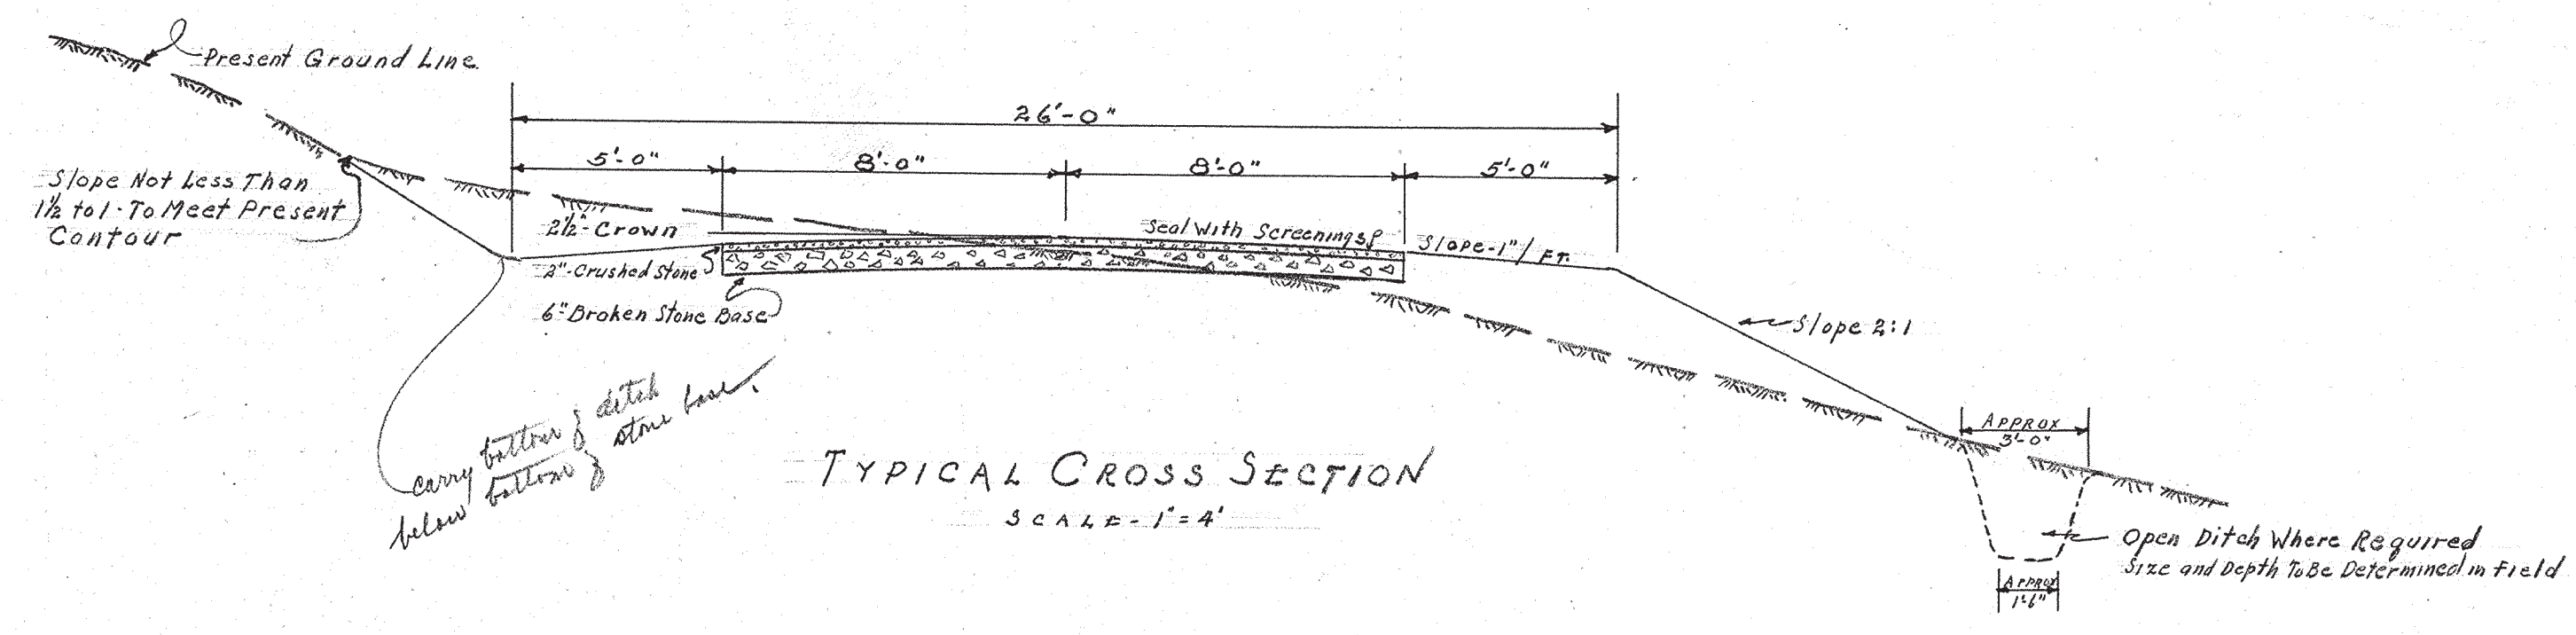 Present Ground Line
26'-0"
5'-0"
8'-0"
8'-0"
5'-0"
Slope Not Less Than
1½ to 1 - To Meet Present
Contour
2½"-Crown
Seal With Screenings
Slope-1"/Ft.
2"-Crushed Stone
6"-Broken Stone Base
Slope 2:1
carry bottom of ditch
below bottom of stone base.
TYPICAL CROSS SECTION
SCALE - 1" = 4'
APPROX
3'-0"
Open Ditch Where Required
Size and Depth To Be Determined in Field
APPROX
1'-6"